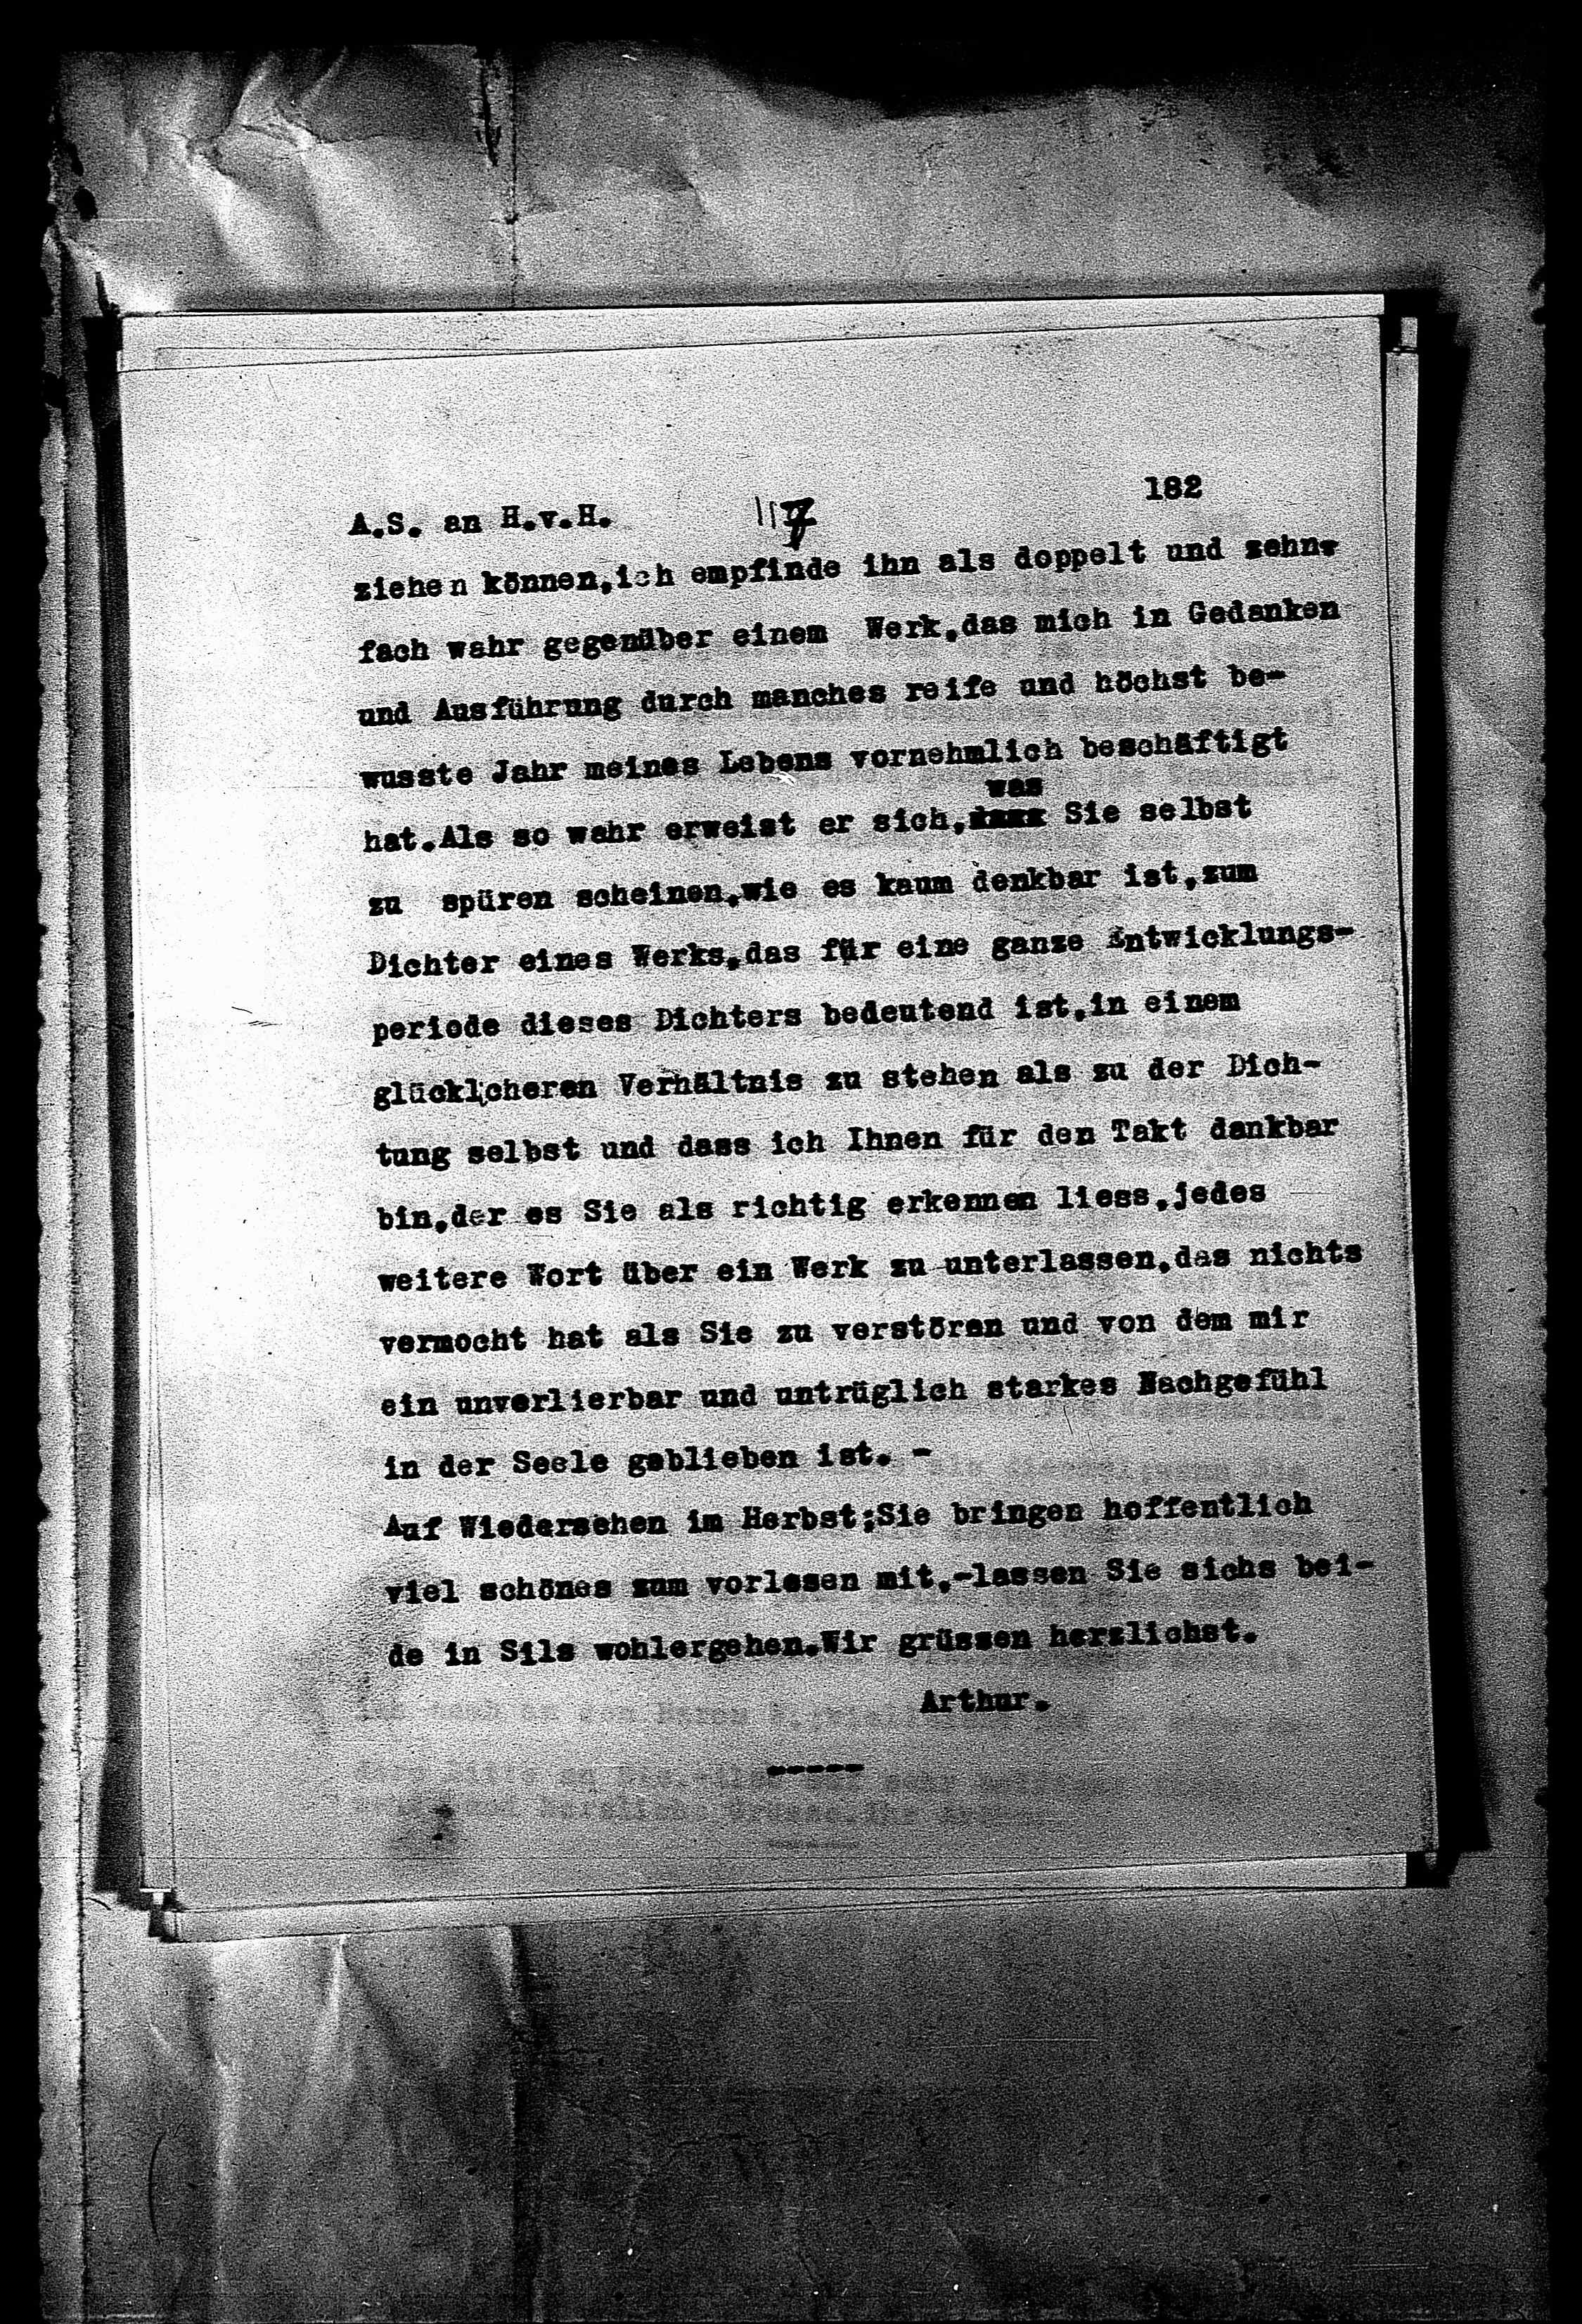 182
A.S. an H.v.H. 117
ziehen können,ich empfinde ihn als doppelt und zehn-
fach wahr gegenüber einem Werk,das mich in Gedanken
und Ausführung durch manches reife und höchst be-
wusste Jahr meines Lebens vornehmlich beschäftigt
was
hat.Als so wahr erweist er sich, Sie selbst
zu spüren scheinen,wie es kaum denkbar ist,zum
Dichter eines Werks,das für eine ganze Entwicklungs-
periode dieses Dichters bedeutend ist,in einem
glücklicheren Verhältnis zu stehen als zu der Dich-
tung selbst und dass ich Ihnen für den Takt dankbar
bin,der es Sie als richtig erkennen liess,jedes
weitere Wort über ein Werk zu unterlassen,das nichts
vermocht hat als Sie zu verstören und von dem mir
ein unverlierbar und untrüglich starkes Nachgefühl
in der Seele geblieben ist. -
Auf Wiedersehen im Herbst;Sie bringen hoffentlich
viel schönes zum vorlesen mit,-lassen Sie sichs bei-
de in Sils wohlergehen.Wir grüssen herzlichst.
Arthur.
-----